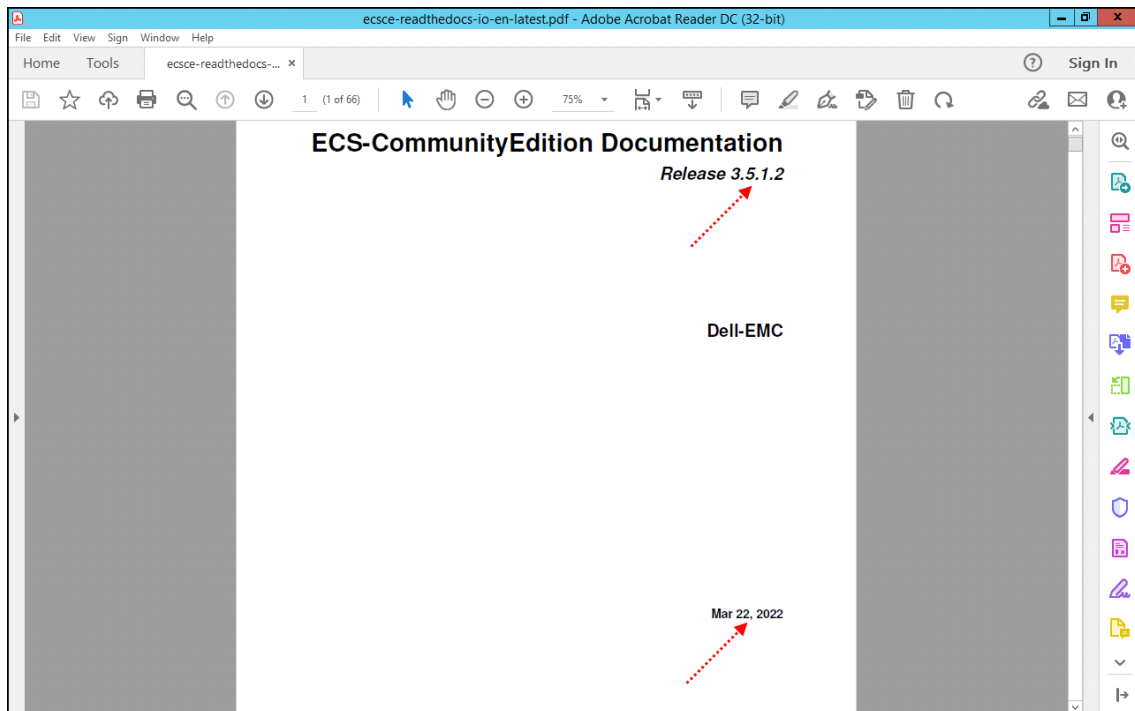 ecsce-readthedocs-io-en-latest.pdf - Adobe Acrobat Reader DC (32-bit)
File Edit View Sign Window Help
Home Tools ecsce-readthedocs-... × Sign In
1 (1 of 66) 75%
ECS-CommunityEdition Documentation
Release 3.5.1.2
Dell-EMC
Mar 22, 2022